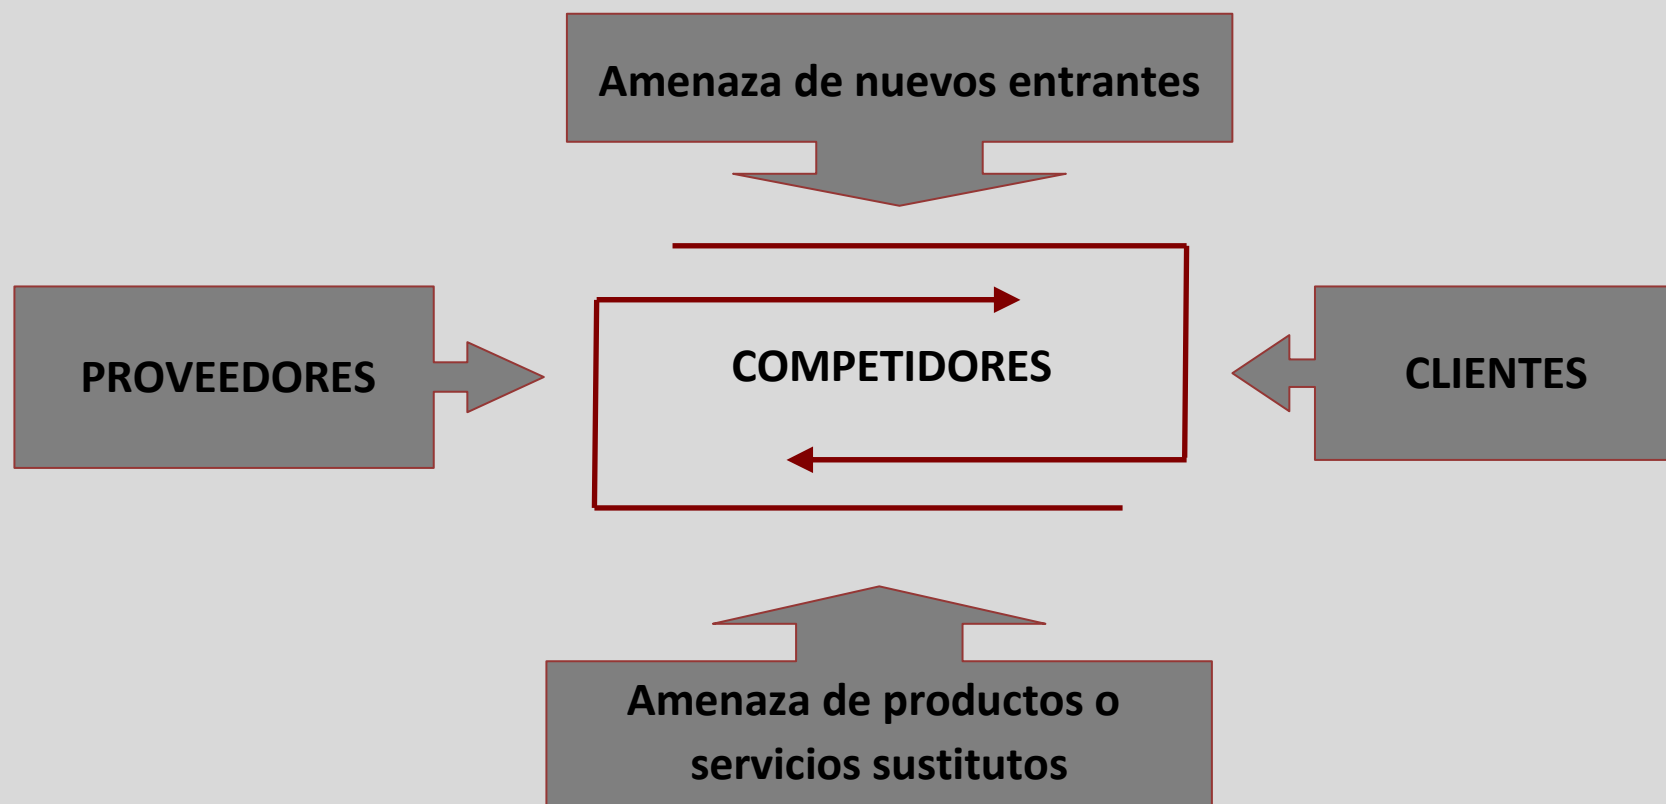 Amenaza de nuevos entrantes
PROVEEDORES
COMPETIDORES
CLIENTES
Amenaza de productos o
servicios sustitutos